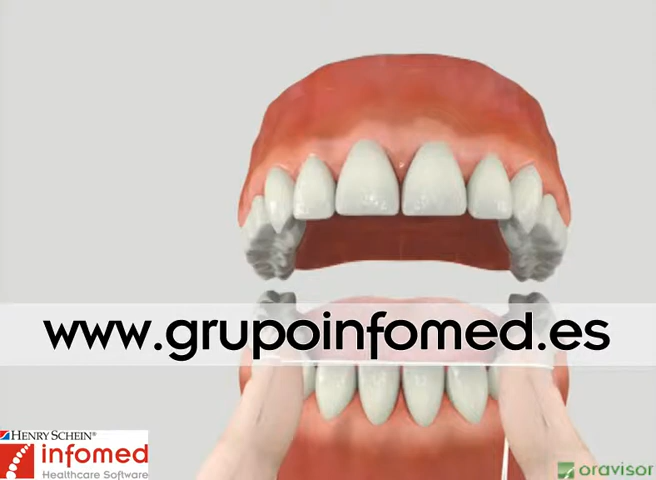 www.grupoinfomed.es
HENRY SCHEIN®
infomed
Healthcare Software
oravisor